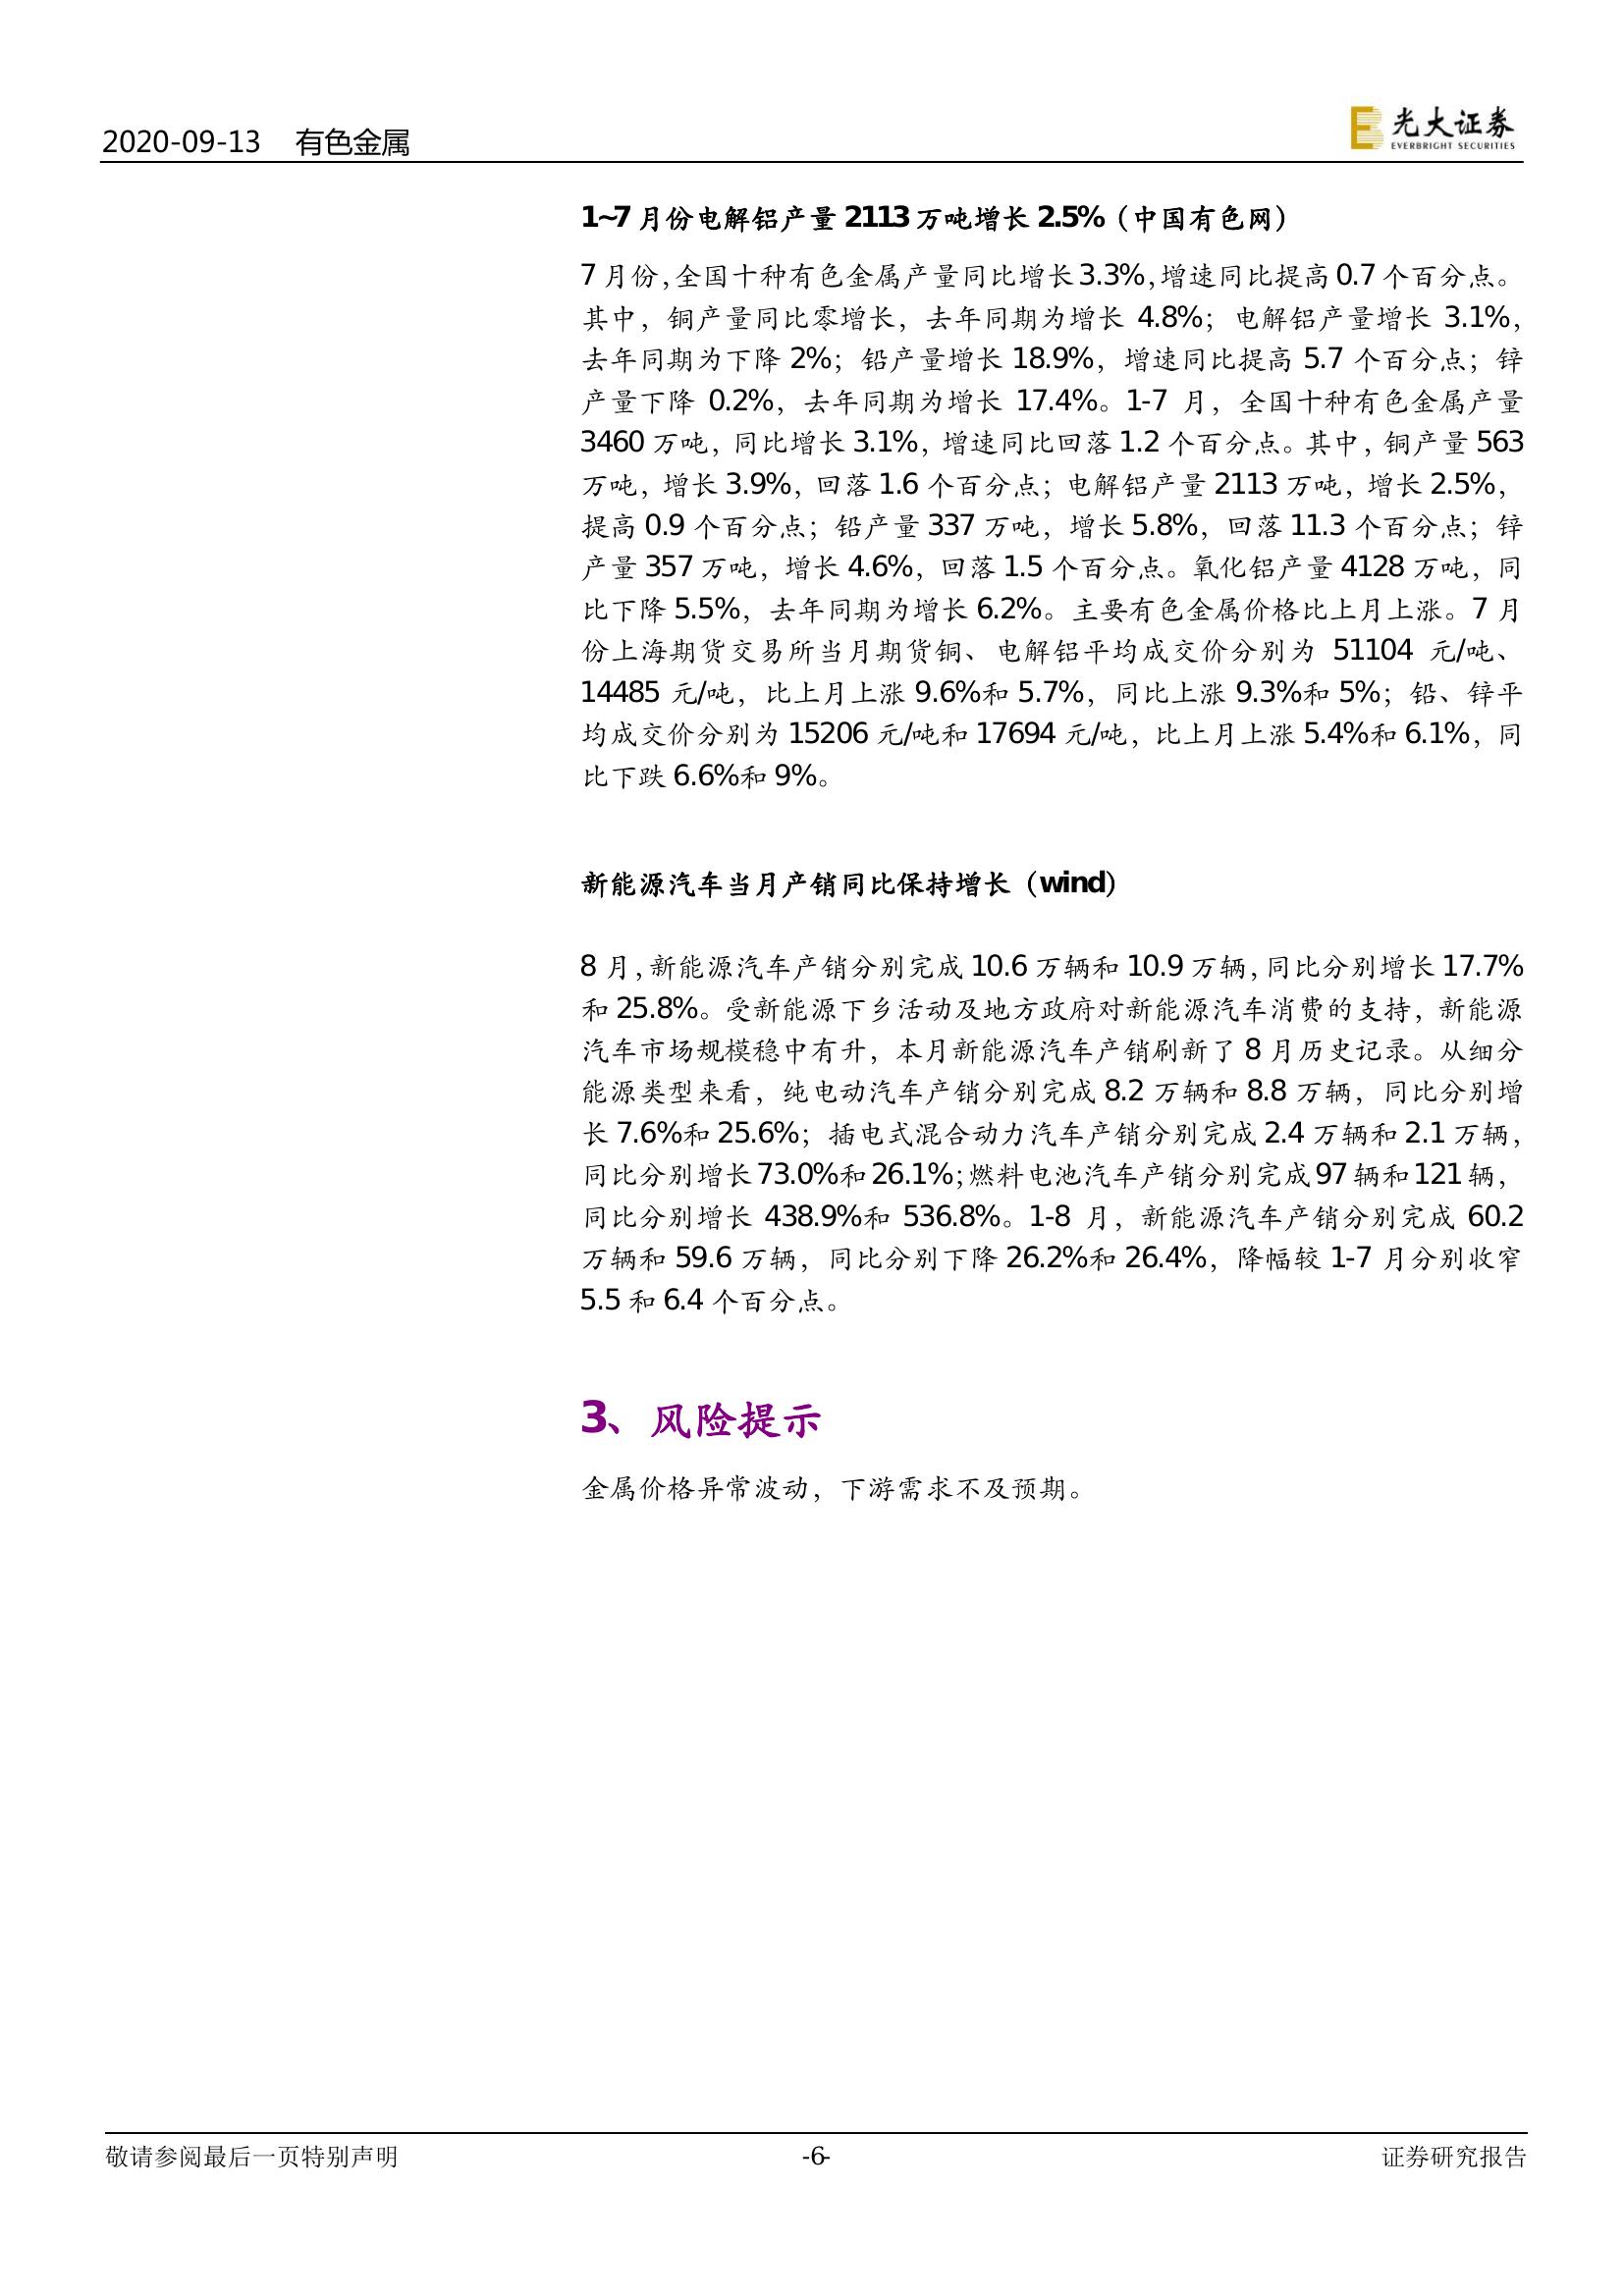 2020-09-13 有色金属
光大证券
EVERBRIGHT SECURITIES
1~7 月份电解铝产量 2113 万吨增长 2.5%（中国有色网）
7 月份，全国十种有色金属产量同比增长 3.3%，增速同比提高 0.7 个百分点。
其中，铜产量同比零增长，去年同期为增长 4.8%；电解铝产量增长 3.1%，
去年同期为下降 2%；铅产量增长 18.9%，增速同比提高 5.7 个百分点；锌
产量下降 0.2%，去年同期为增长 17.4%。1-7 月，全国十种有色金属产量
3460 万吨，同比增长 3.1%，增速同比回落 1.2 个百分点。其中，铜产量 563
万吨，增长 3.9%，回落 1.6 个百分点；电解铝产量 2113 万吨，增长 2.5%，
提高 0.9 个百分点；铅产量 337 万吨，增长 5.8%，回落 11.3 个百分点；锌
产量 357 万吨，增长 4.6%，回落 1.5 个百分点。氧化铝产量 4128 万吨，同
比下降 5.5%，去年同期为增长 6.2%。主要有色金属价格比上月上涨。7 月
份上海期货交易所当月期货铜、电解铝平均成交价分别为 51104 元/吨、
14485 元/吨，比上月上涨 9.6%和 5.7%，同比上涨 9.3%和 5%；铅、锌平
均成交价分别为 15206 元/吨和 17694 元/吨，比上月上涨 5.4%和 6.1%，同
比下跌 6.6%和 9%。
新能源汽车当月产销同比保持增长（wind）
8 月，新能源汽车产销分别完成 10.6 万辆和 10.9 万辆，同比分别增长 17.7%
和 25.8%。受新能源下乡活动及地方政府对新能源汽车消费的支持，新能源
汽车市场规模稳中有升，本月新能源汽车产销刷新了 8 月历史记录。从细分
能源类型来看，纯电动汽车产销分别完成 8.2 万辆和 8.8 万辆，同比分别增
长 7.6%和 25.6%；插电式混合动力汽车产销分别完成 2.4 万辆和 2.1 万辆，
同比分别增长 73.0%和 26.1%；燃料电池汽车产销分别完成 97 辆和 121 辆，
同比分别增长 438.9%和 536.8%。1-8 月，新能源汽车产销分别完成 60.2
万辆和 59.6 万辆，同比分别下降 26.2%和 26.4%，降幅较 1-7 月分别收窄
5.5 和 6.4 个百分点。
3、风险提示
金属价格异常波动，下游需求不及预期。
敬请参阅最后一页特别声明 -6- 证券研究报告